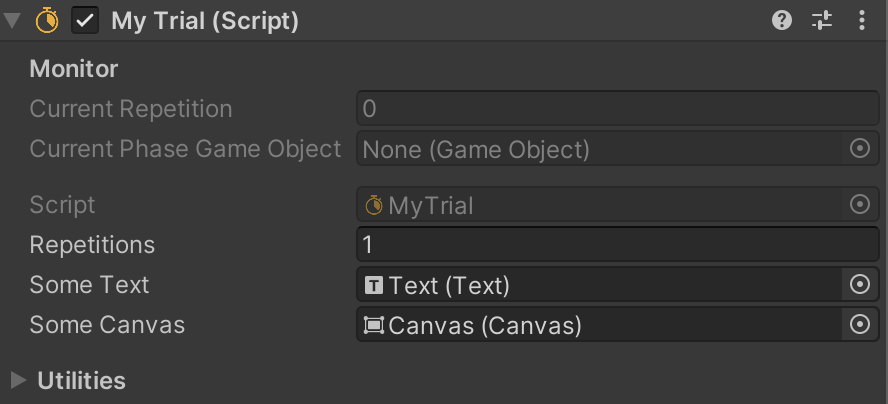 My Trial (Script)
Monitor
Current Repetition 0
Current Phase Game Object None (Game Object)
Script MyTrial
Repetitions 1
Some Text T Text (Text)
Some Canvas Canvas (Canvas)
Utilities